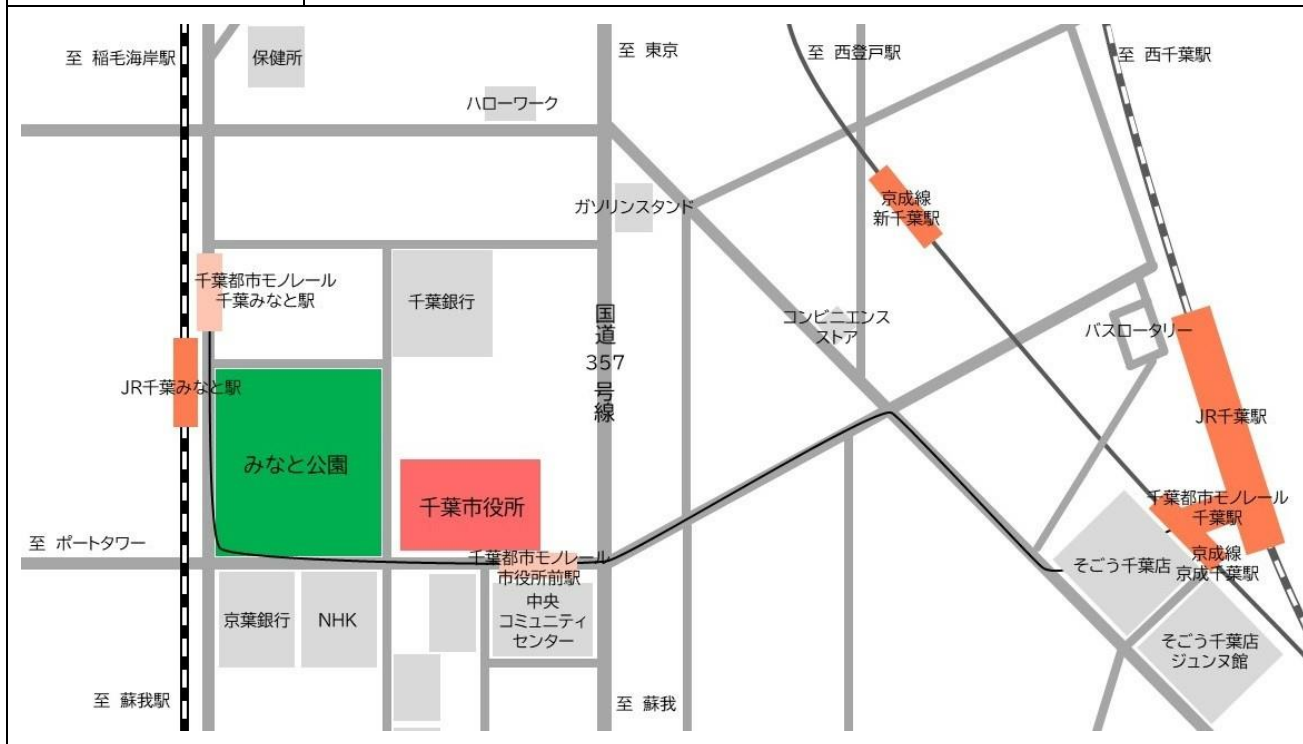 至 稲毛海岸駅
保健所
至 東京
至 西登戸駅
至 西千葉駅
ハローワーク
ガソリンスタンド
京成線
新千葉駅
千葉都市モノレール
千葉みなと駅
千葉銀行
国道
357
号線
コンビニエンス
ストア
バスロータリー
JR千葉みなと駅
JR千葉駅
みなと公園
千葉市役所
千葉都市モノレール
千葉駅
至 ポートタワー
千葉都市モノレール
市役所前駅
京成線
京成千葉駅
そごう千葉店
京葉銀行
NHK
中央
コミュニティ
センター
そごう千葉店
ジュンヌ館
至 蘇我駅
至 蘇我